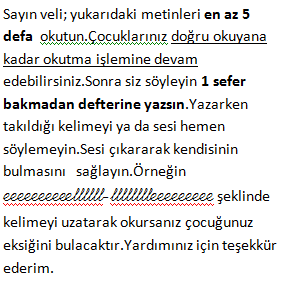 Sayın veli; yukarıdaki metinleri en az 5
defa okutun.Çocuklarınız doğru okuyana
kadar okutma işlemine devam
edebilirsiniz.Sonra siz söyleyin 1 sefer
bakmadan defterine yazsın.Yazarken
takıldığı kelimeyi ya da sesi hemen
söylemeyin.Sesi çıkararak kendisinin
bulmasını sağlayın.Örneğin
eeeeeeeeeellllll-lllllllleeeeeeeee şeklinde
kelimeyi uzatarak okursanız çocuğunuz
eksiğini bulacaktır.Yardımınız için teşekkür
ederim.